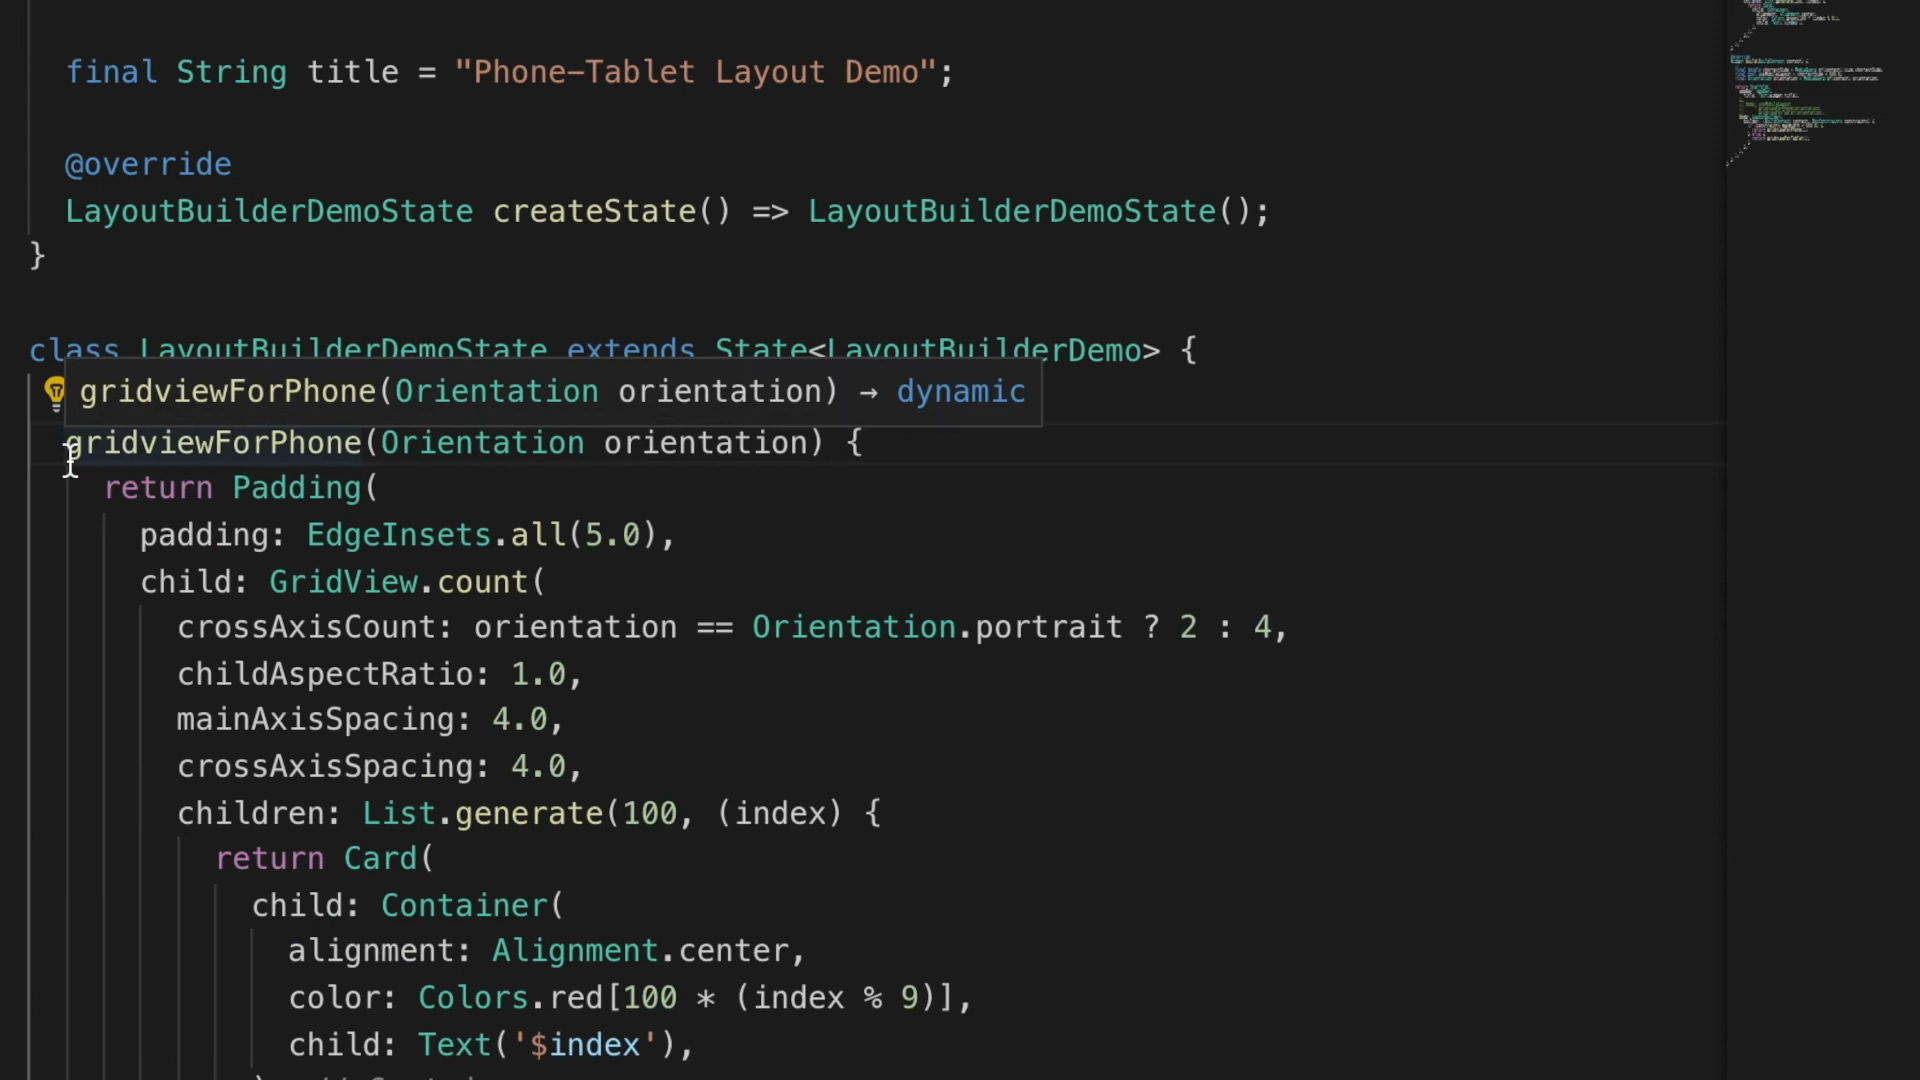 final String title = "Phone-Tablet Layout Demo";
@override
LayoutBuilderDemoState createState() => LayoutBuilderDemoState();
}
class LayoutBuilderDemoState extends State<LayoutBuilderDemo> {
gridviewForPhone(Orientation orientation) → dynamic
gridviewForPhone(Orientation orientation) {
return Padding(
padding: EdgeInsets.all(5.0),
child: GridView.count(
crossAxisCount: orientation == Orientation.portrait ? 2 : 4,
childAspectRatio: 1.0,
mainAxisSpacing: 4.0,
crossAxisSpacing: 4.0,
children: List.generate(100, (index) {
return Card(
child: Container(
alignment: Alignment.center,
color: Colors.red[100 * (index % 9)],
child: Text('$index'),